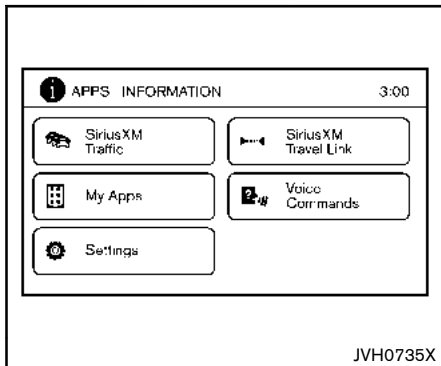 APPS INFORMATION 3:00
SiriusXM
Traffic
SiriusXM
Travel Link
My Apps
Voice
Commands
Settings
JVH0735X